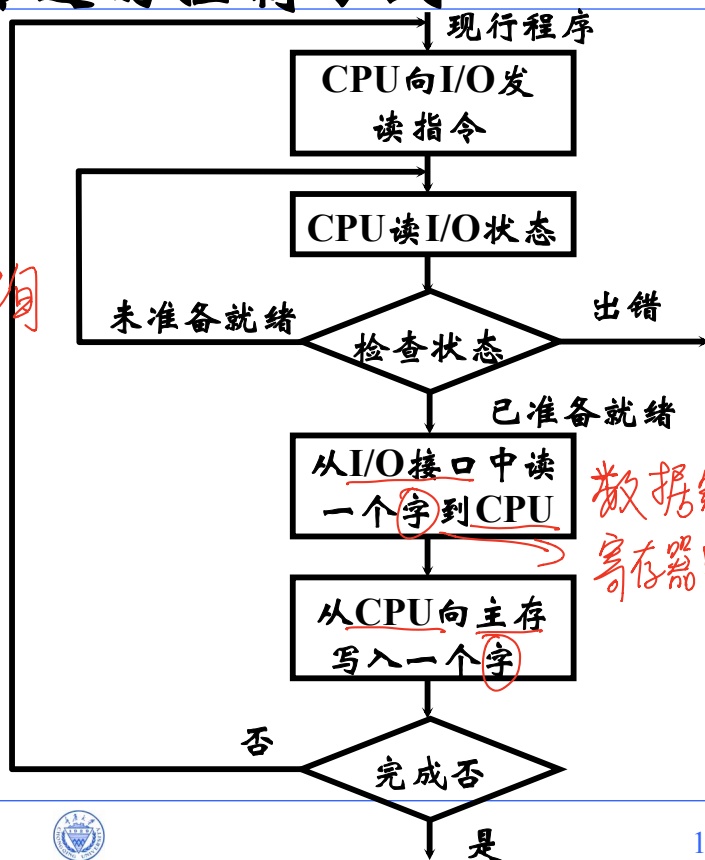 现行程序
CPU向I/O发
读指令
CPU读I/O状态
询
未准备就绪
检查状态
出错
已准备就绪
从I/O接口中读
一个字到CPU
数据
寄存器
从CPU向主存
写入一个字
否
完成否
是
1